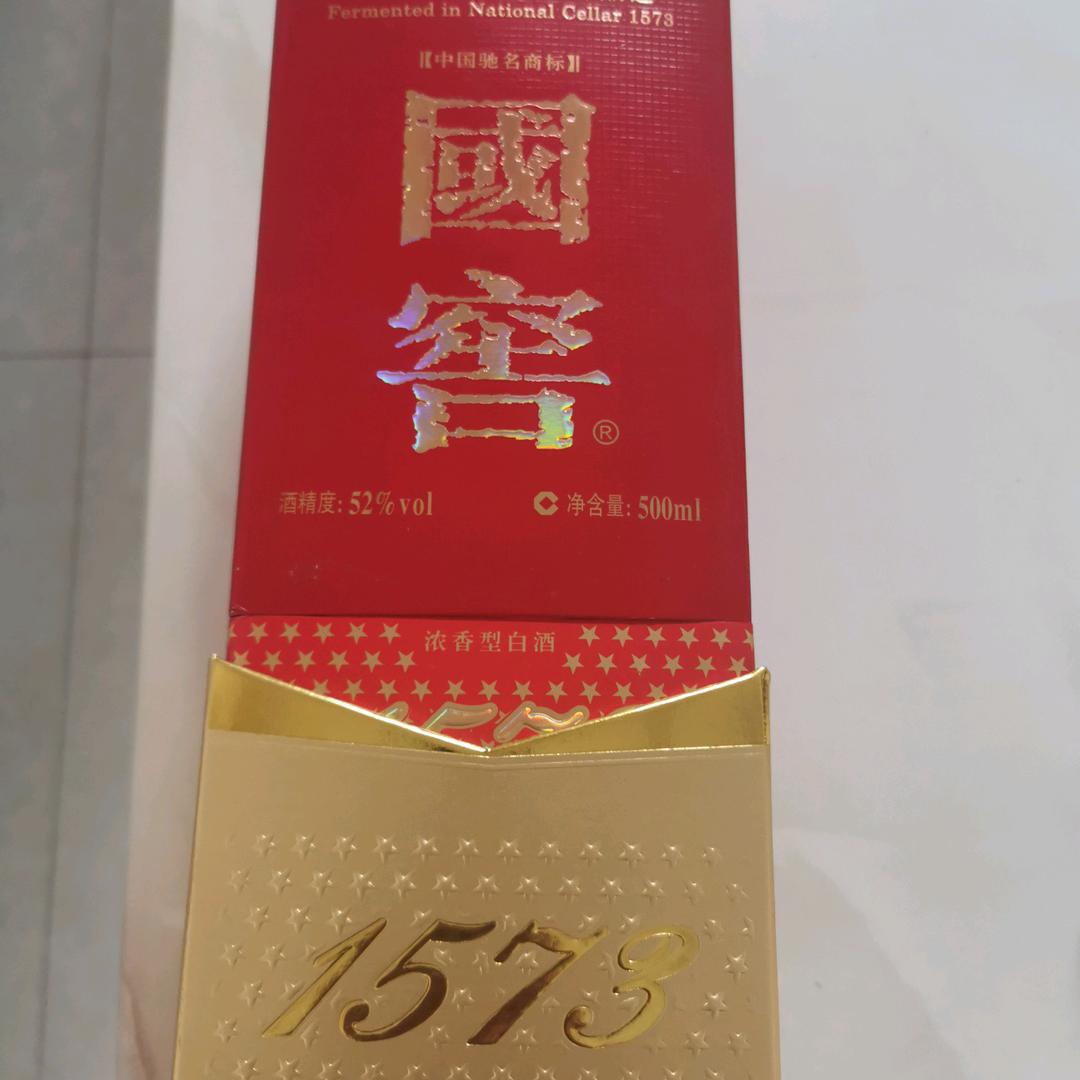 Fermented in National Cellar 1573
【中国驰名商标】
國
窖®
酒精度: 52%vol
净含量: 500ml
浓香型白酒
1573